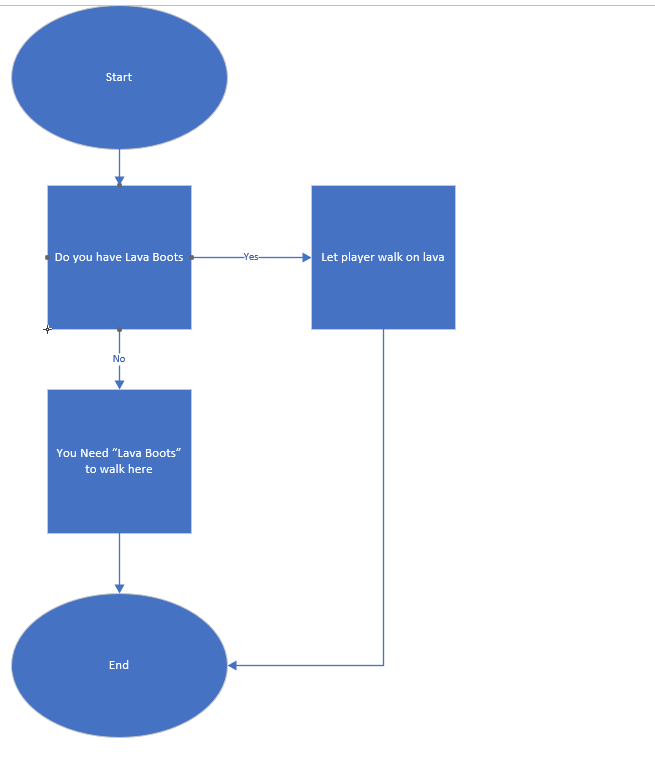 Start
Do you have Lava Boots
Yes
Let player walk on lava
No
You Need “Lava Boots”
to walk here
End